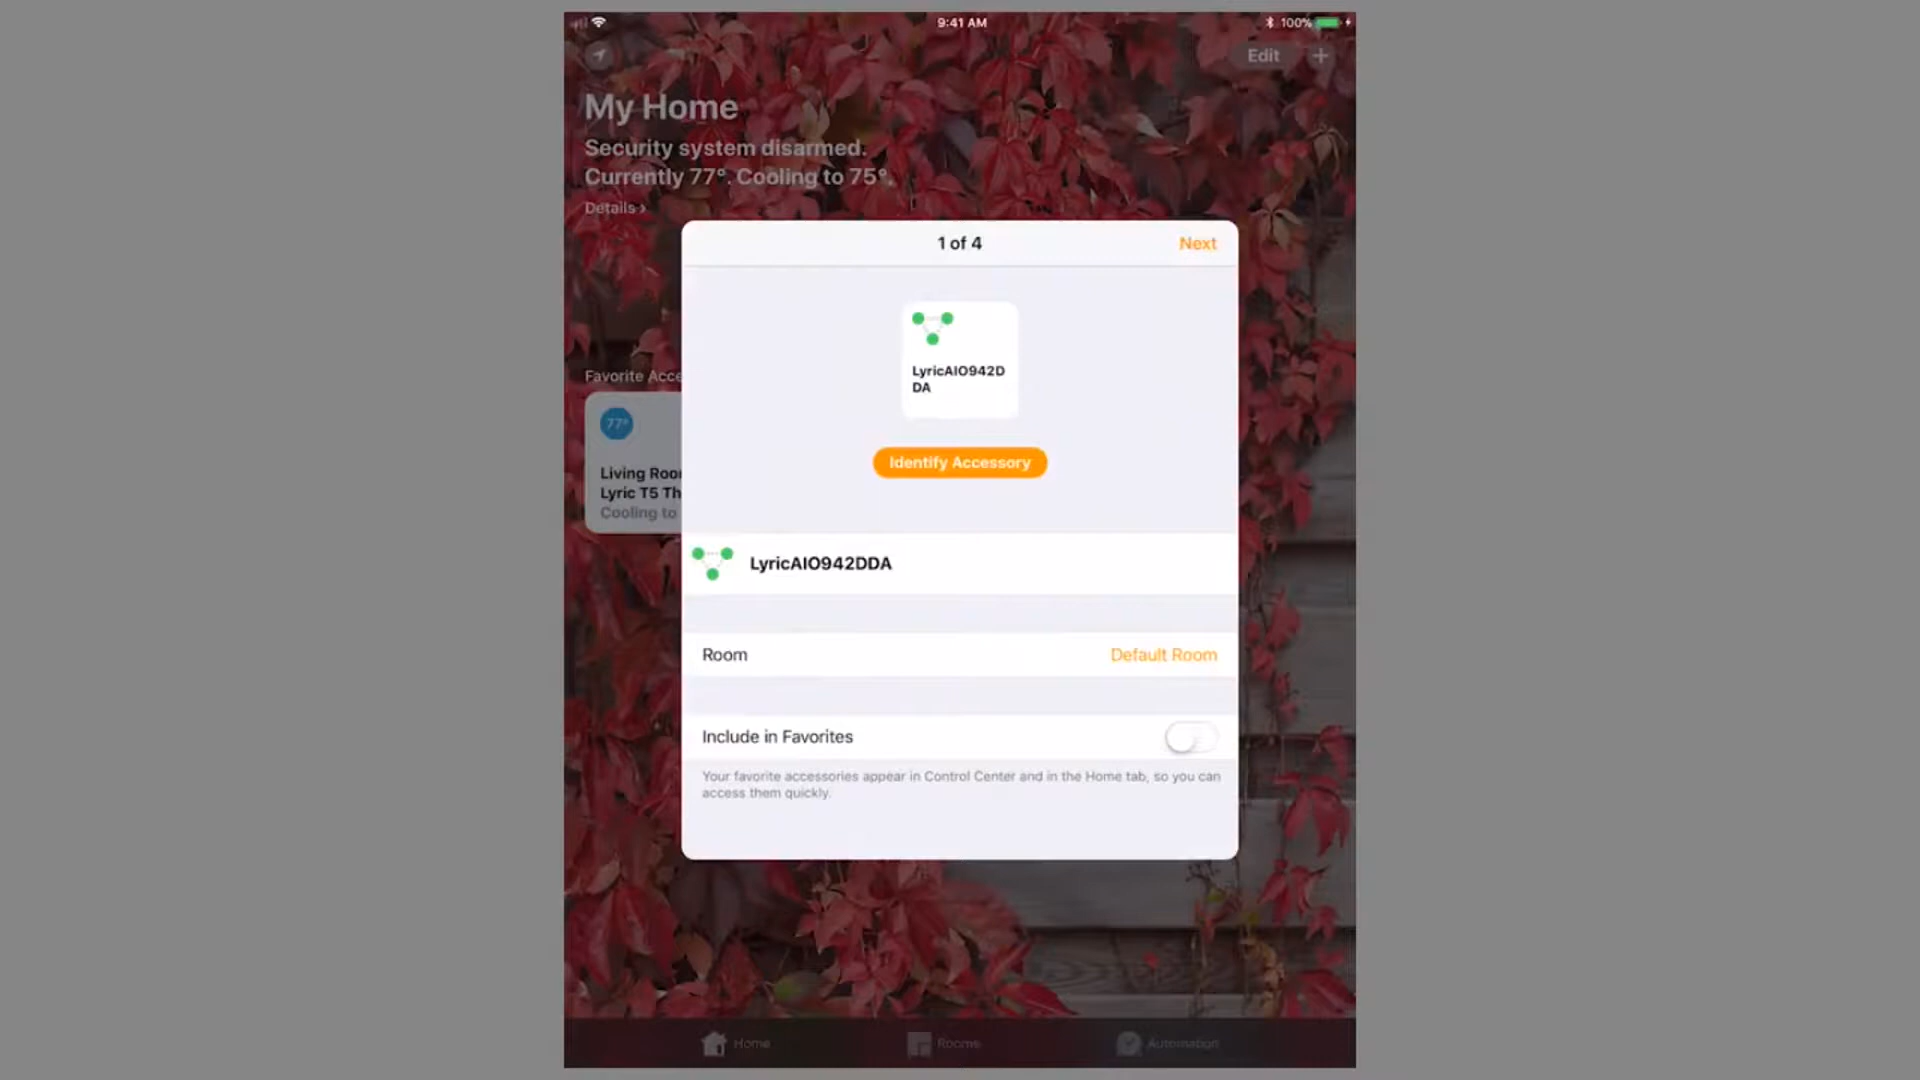 9:41 AM
100%
Edit
My Home
Security system disarmed.
Currently 77°. Cooling to 75°.
Details
Favorite Acce
77°
Living Roo
Lyric T5 Th
Cooling to
1 of 4
Next
LyricAIO942D
DA
Identify Accessory
LyricAIO942DDA
Room
Default Room
Include in Favorites
Your favorite accessories appear in Control Center and in the Home tab, so you can
access them quickly.
Home
Rooms
Automation